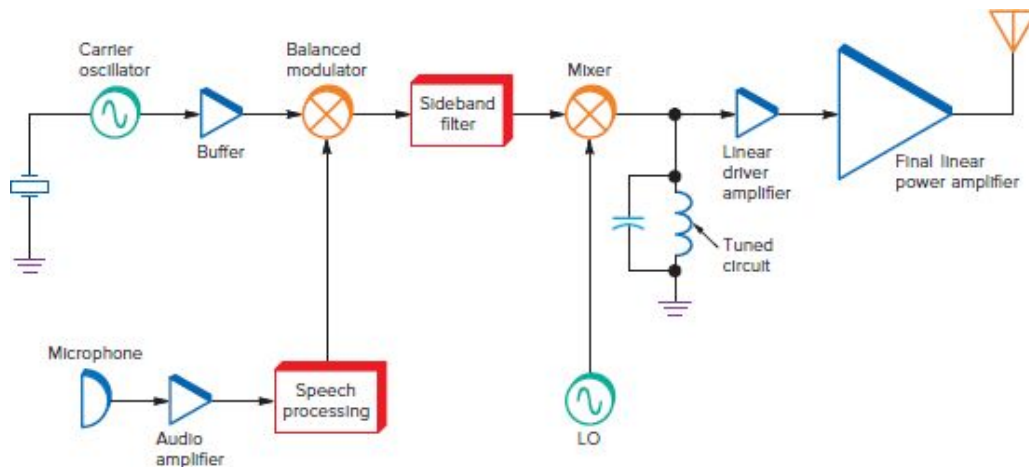 Carrier
oscillator
Balanced
modulator
Mixer
Sideband
filter
Buffer
Linear
driver
amplifier
Final linear
power amplifier
Tuned
circuit
Microphone
Speech
processing
Audio
amplifier
LO